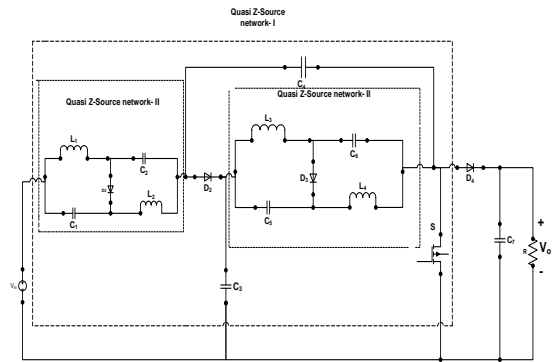 Quasi Z-Source
network- I
C4
Quasi Z-Source network- II
Quasi Z-Source network- II
L1
C2
L2
C1
D2
L3
C6
D3
L4
C5
S
D4
C3
C7
R
+
Vo
-